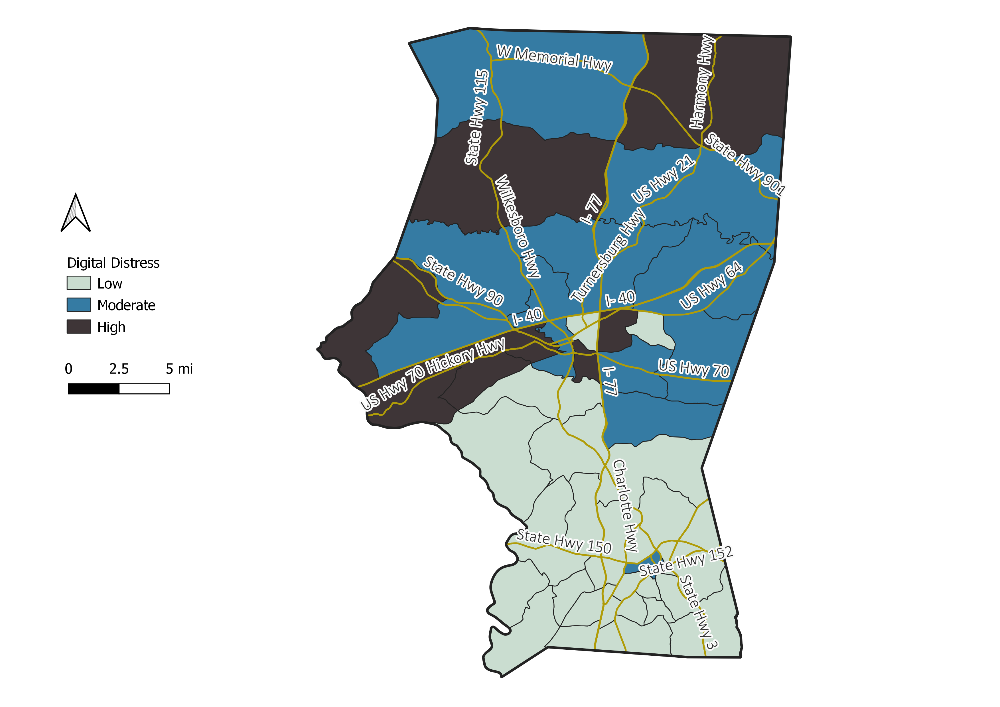 W Memorial Hwy
Harmony Hwy
State Hwy 115
State Hwy 901
US Hwy 21
Wilkesboro Hwy
I- 77
Turnersburg Hwy
State Hwy 90
US Hwy 64
I- 40
I- 40
US Hwy 70 Hickory Hwy
US Hwy 70
I- 77
Charlotte Hwy
State Hwy 150
State Hwy 152
State Hwy 3
Digital Distress
Low
Moderate
High
0 2.5 5 mi